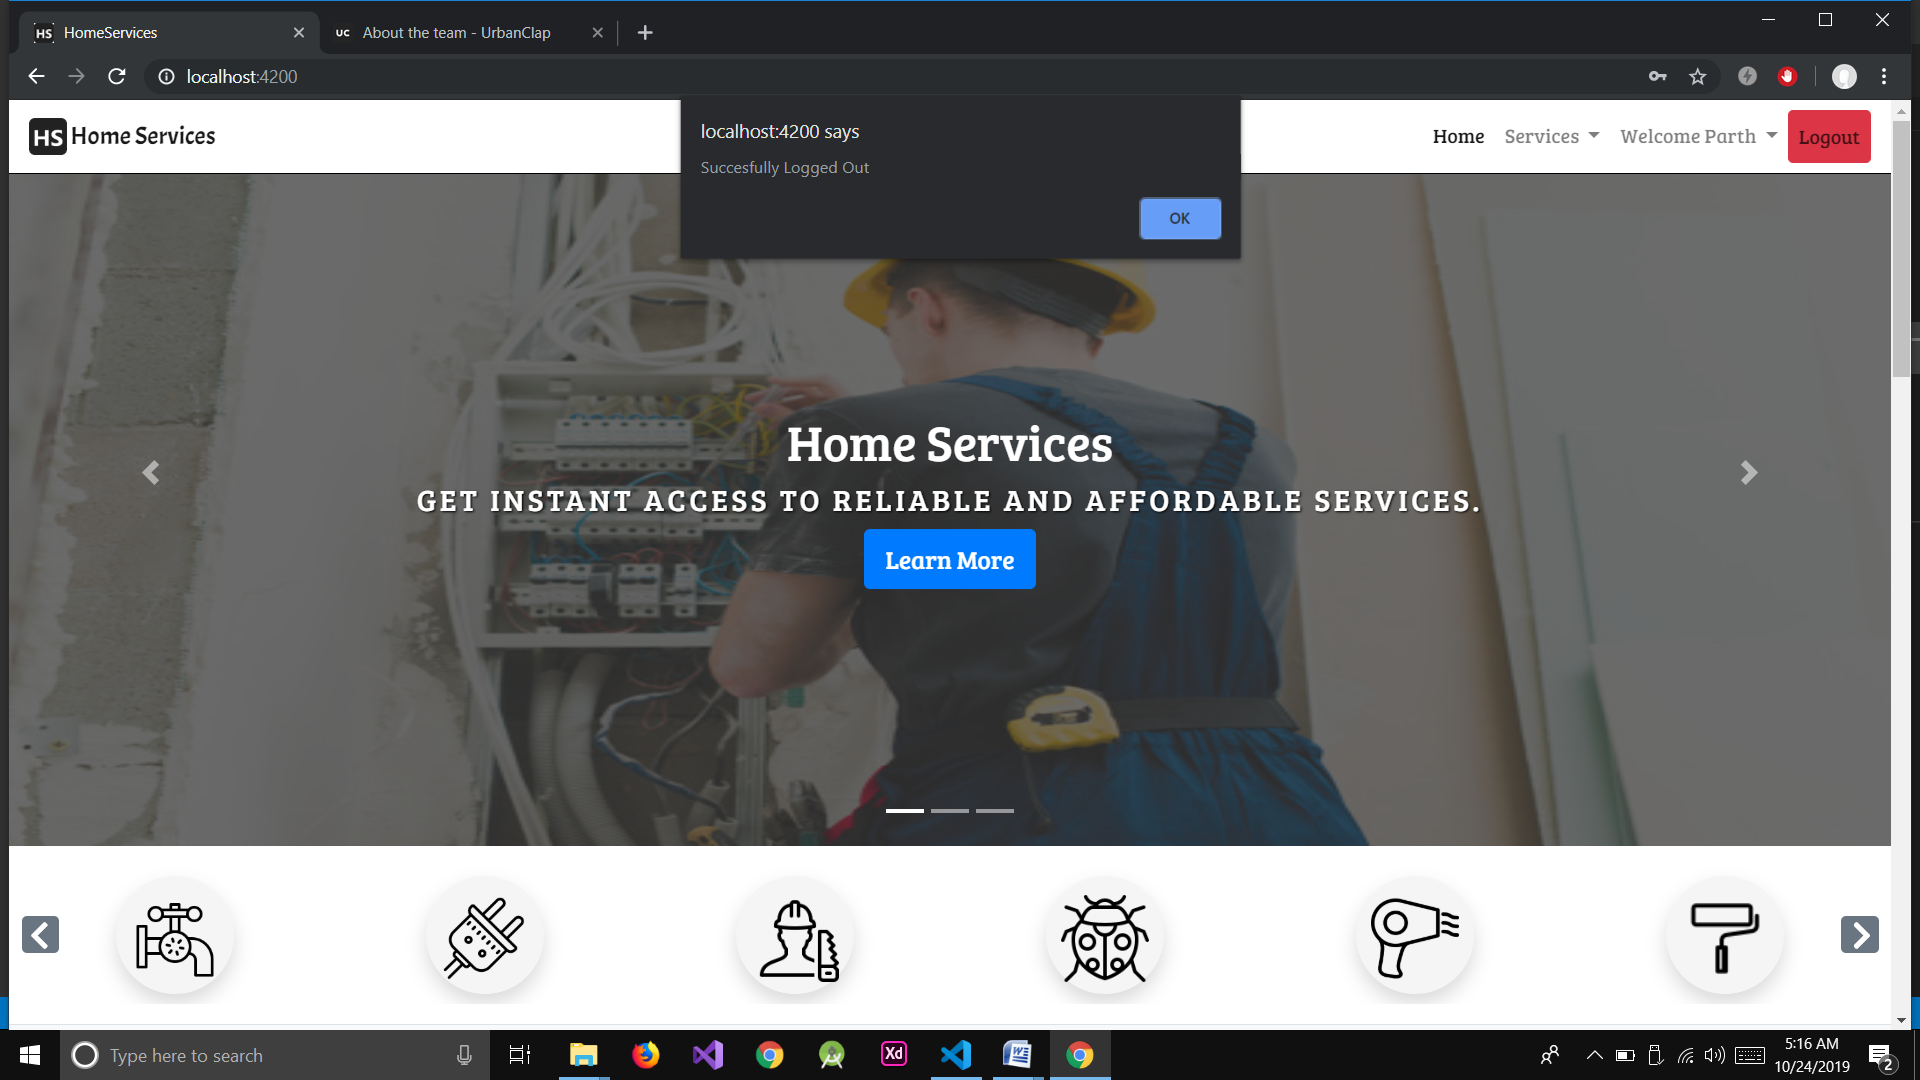 HS HomeServices
UC About the team - UrbanClap
localhost:4200
HS Home Services
localhost:4200 says
Succesfully Logged Out
OK
Home Services Welcome Parth Logout
Home Services
GET INSTANT ACCESS TO RELIABLE AND AFFORDABLE SERVICES.
Learn More
Type here to search
Xd
W
5:16 AM
10/24/2019
2